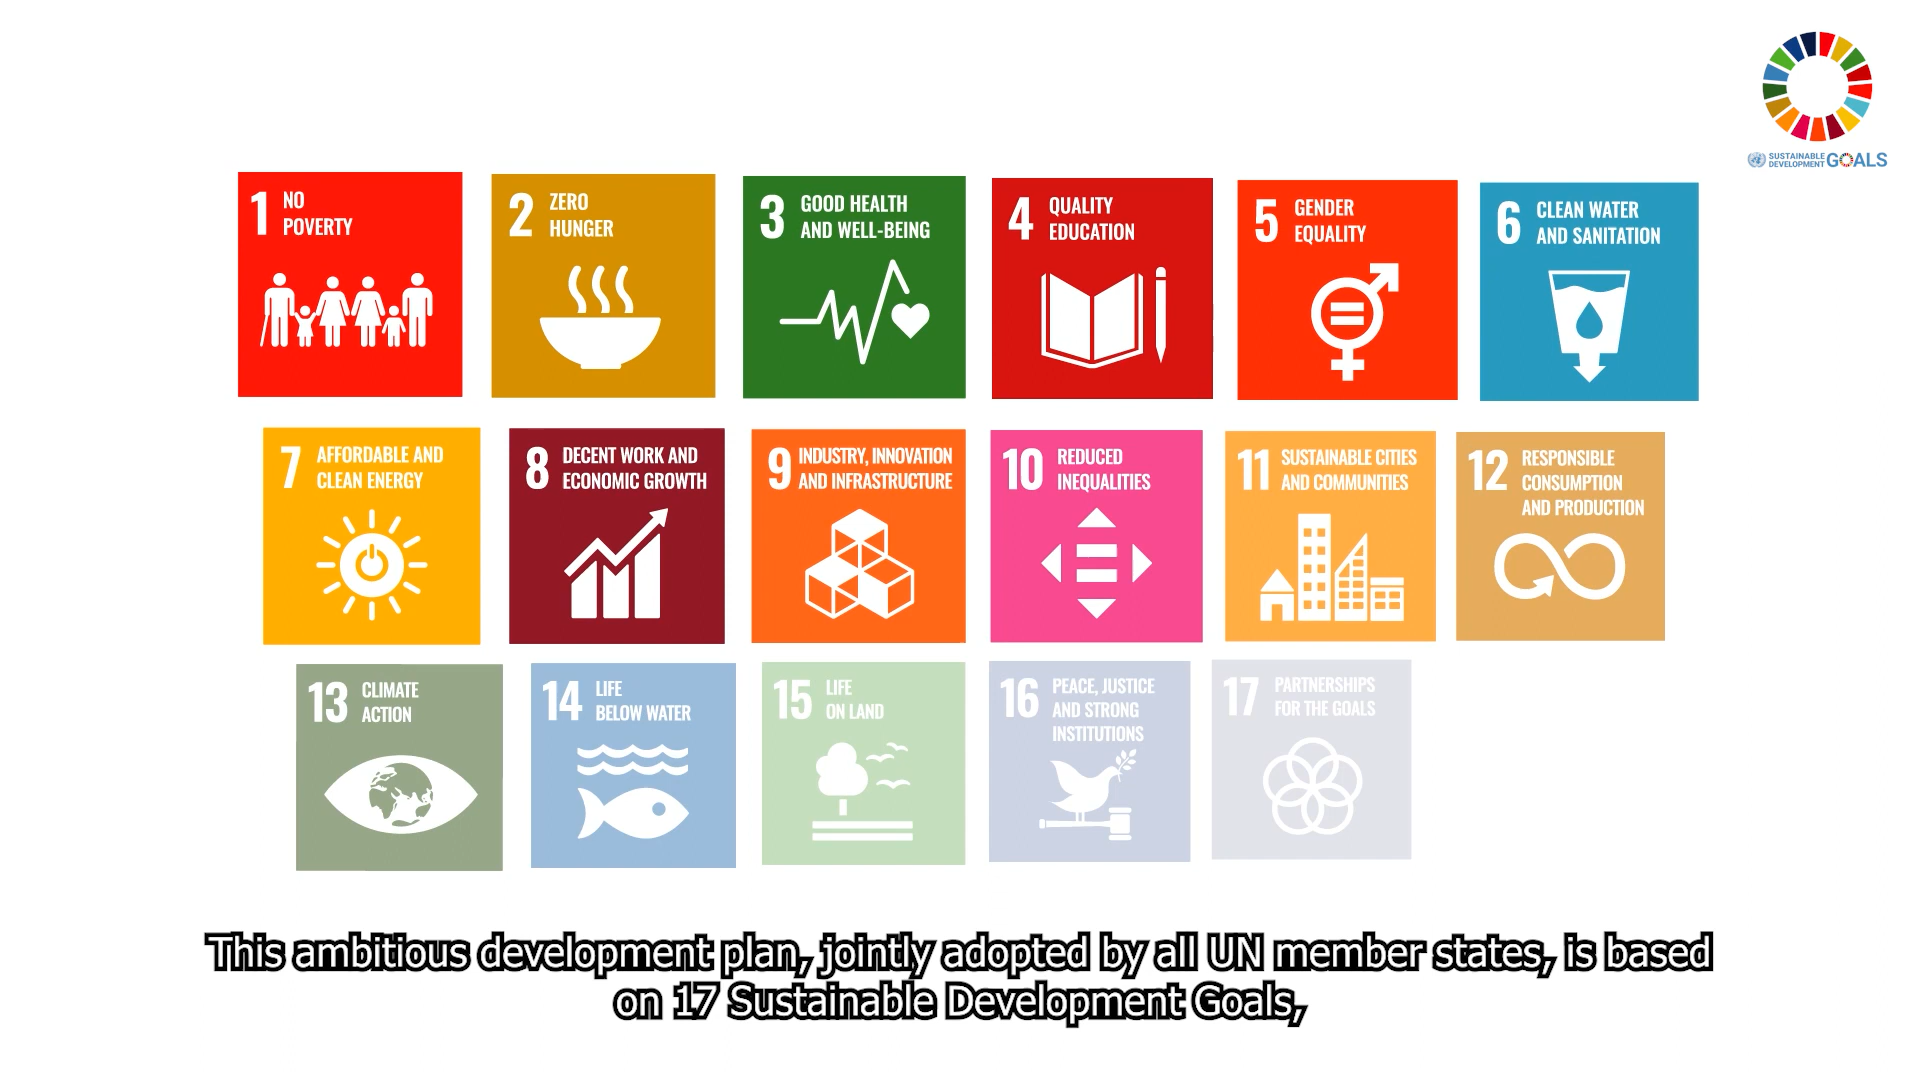 SUSTAINABLE
DEVELOPMENT
GOALS
1 NO
POVERTY
2 ZERO
HUNGER
3 GOOD HEALTH
AND WELL-BEING
4 QUALITY
EDUCATION
5 GENDER
EQUALITY
6 CLEAN WATER
AND SANITATION
7 AFFORDABLE AND
CLEAN ENERGY
8 DECENT WORK AND
ECONOMIC GROWTH
9 INDUSTRY, INNOVATION
AND INFRASTRUCTURE
10 REDUCED
INEQUALITIES
11 SUSTAINABLE CITIES
AND COMMUNITIES
12 RESPONSIBLE
CONSUMPTION
AND PRODUCTION
13 CLIMATE
ACTION
14 LIFE
BELOW WATER
15 LIFE
ON LAND
16 PEACE, JUSTICE
AND STRONG
INSTITUTIONS
17 PARTNERSHIPS
FOR THE GOALS
This ambitious development plan, jointly adopted by all UN member states, is based
on 17 Sustainable Development Goals,